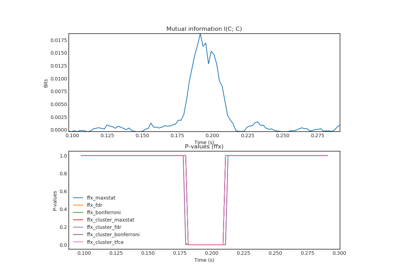 Mutual information I(C; C)
0.0175
0.0150
0.0125
0.0100
0.0075
0.0050
0.0025
0.0000
Bits
0.100 0.125 0.150 0.175 0.200 0.225 0.250 0.275
Time (s)
P-values (ffx)
1.0
0.8
0.6
0.4
0.2
0.0
P-values
ffx_maxstat
ffx_fdr
ffx_bonferroni
ffx_cluster_maxstat
ffx_cluster_fdr
ffx_cluster_bonferroni
ffx_cluster_tfce
0.100 0.125 0.150 0.175 0.200 0.225 0.250 0.275 0.300
Time (s)